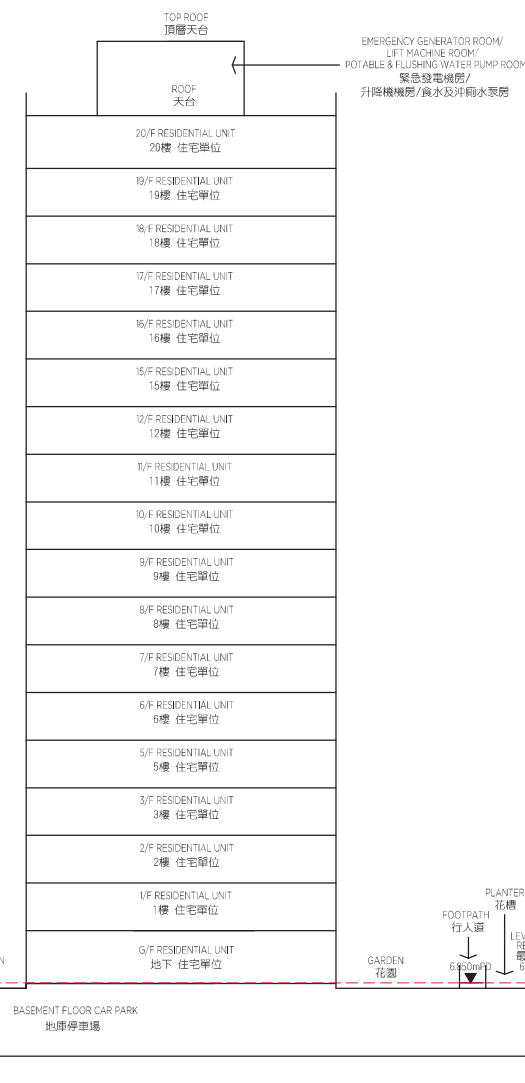 TOP ROOF
頂層天台
EMERGENCY GENERATOR ROOM/
LIFT MACHINE ROOM/
POTABLE & FLUSHING WATER PUMP ROOM
緊急發電機房/
升降機機房/食水及沖廁水泵房
ROOF
天台
20/F RESIDENTIAL UNIT
20樓 住宅單位
19/F RESIDENTIAL UNIT
19樓 住宅單位
18/F RESIDENTIAL UNIT
18樓 住宅單位
17/F RESIDENTIAL UNIT
17樓 住宅單位
16/F RESIDENTIAL UNIT
16樓 住宅單位
15/F RESIDENTIAL UNIT
15樓 住宅單位
12/F RESIDENTIAL UNIT
12樓 住宅單位
11/F RESIDENTIAL UNIT
11樓 住宅單位
10/F RESIDENTIAL UNIT
10樓 住宅單位
9/F RESIDENTIAL UNIT
9樓 住宅單位
8/F RESIDENTIAL UNIT
8樓 住宅單位
7/F RESIDENTIAL UNIT
7樓 住宅單位
6/F RESIDENTIAL UNIT
6樓 住宅單位
5/F RESIDENTIAL UNIT
5樓 住宅單位
3/F RESIDENTIAL UNIT
3樓 住宅單位
2/F RESIDENTIAL UNIT
2樓 住宅單位
1/F RESIDENTIAL UNIT
1樓 住宅單位
G/F RESIDENTIAL UNIT
地下 住宅單位
GARDEN
花園
FOOTPATH
行人道
6.850mPD
PLANTER
花槽
BASEMENT FLOOR CAR PARK
地庫停車場